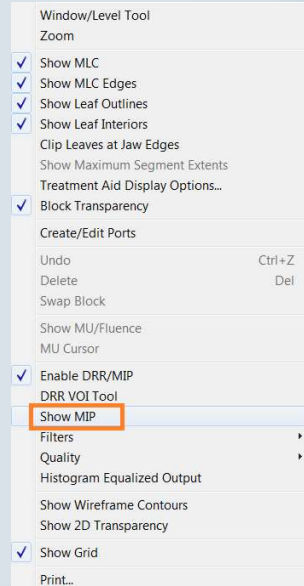 Window/Level Tool
Zoom
Show MLC
Show MLC Edges
Show Leaf Outlines
Show Leaf Interiors
Clip Leaves at Jaw Edges
Show Maximum Segment Extents
Treatment Aid Display Options...
Block Transparency
Create/Edit Ports
Undo Ctrl+Z
Delete Del
Swap Block
Show MU/Fluence
MU Cursor
Enable DRR/MIP
DRR VOI Tool
Show MIP
Filters
Quality
Histogram Equalized Output
Show Wireframe Contours
Show 2D Transparency
Show Grid
Print...